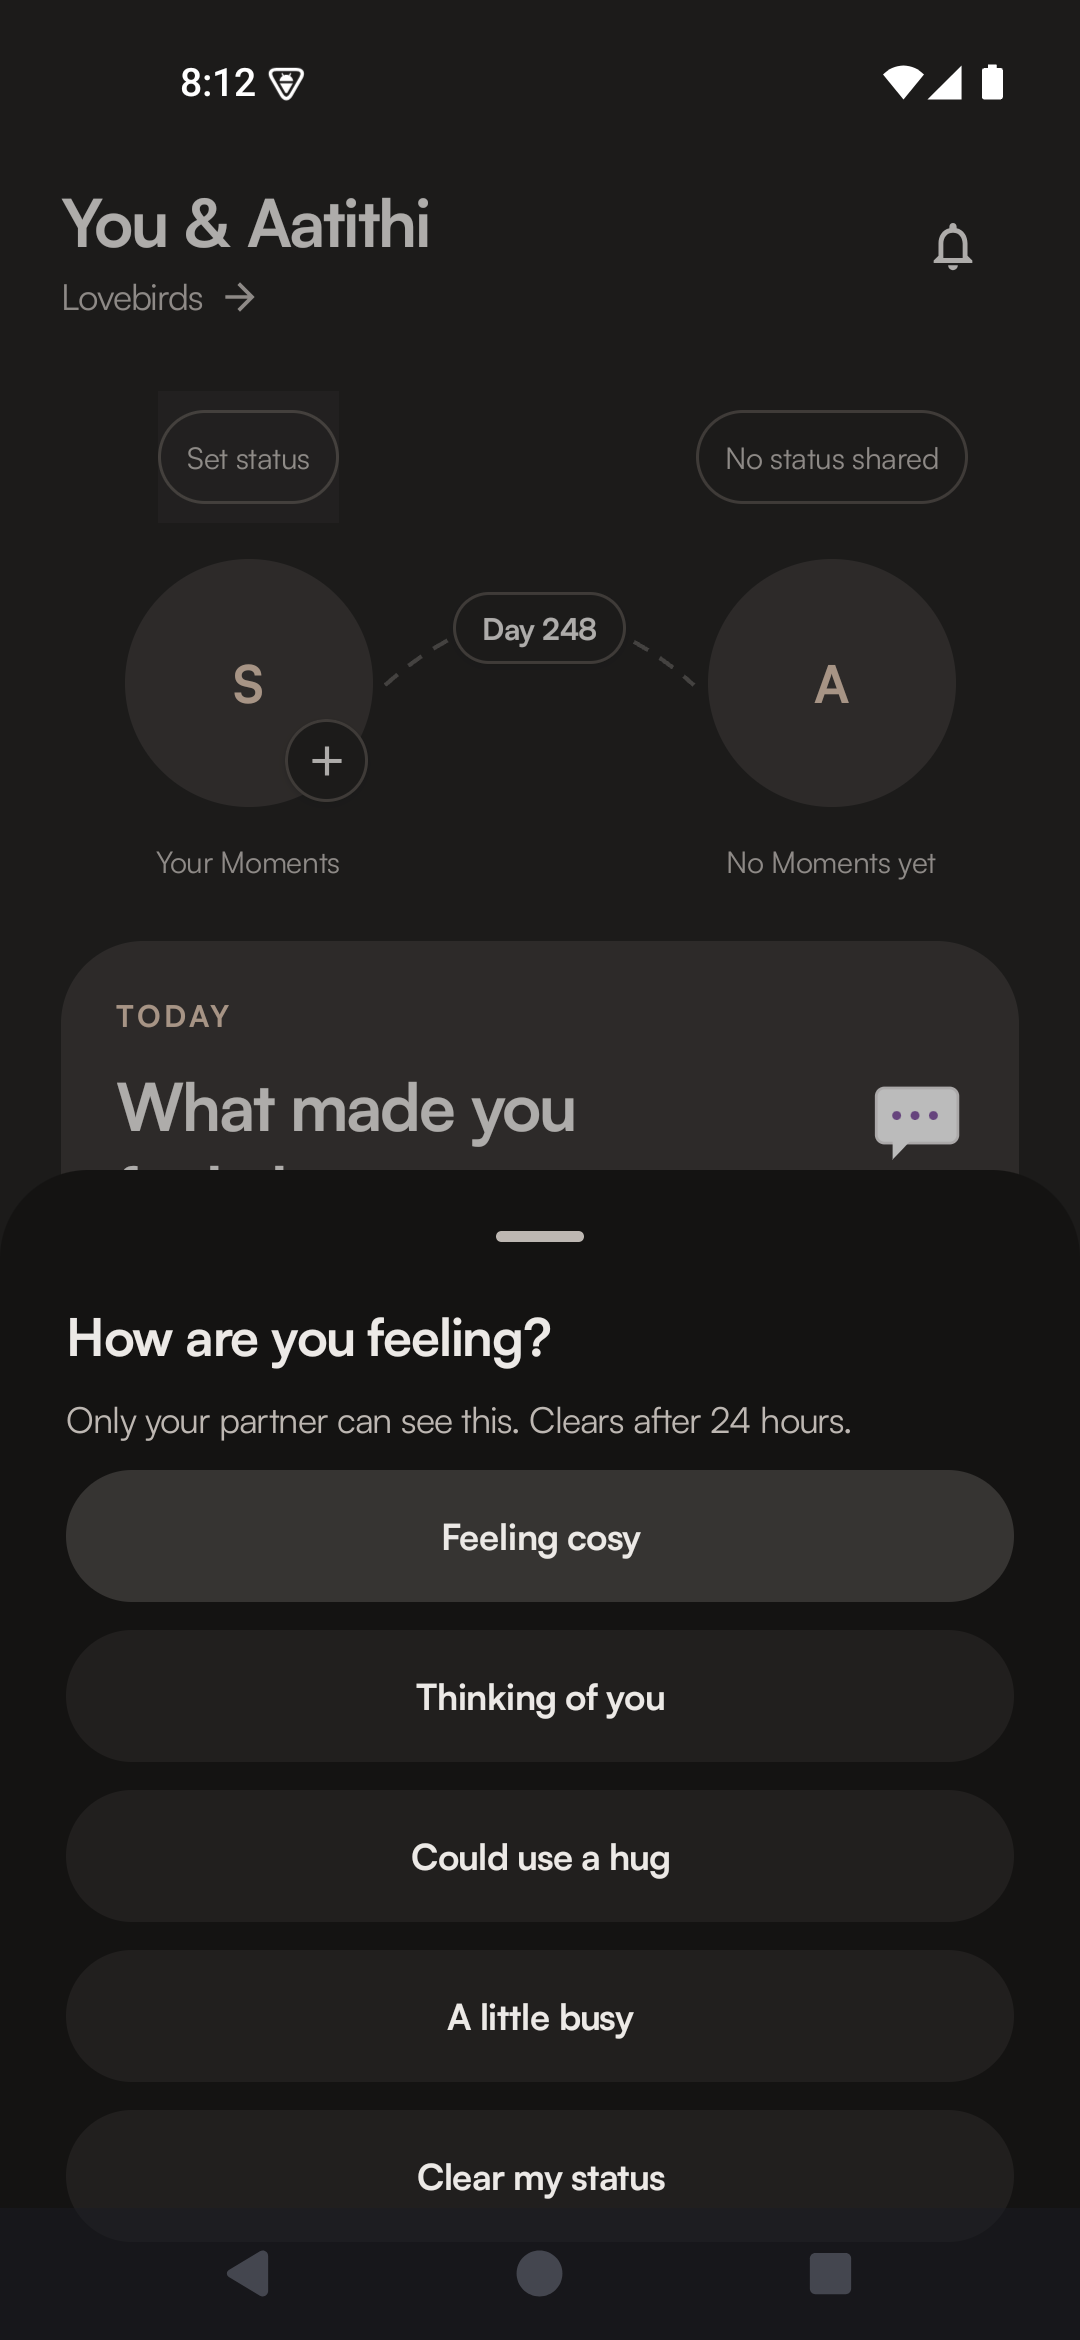 8:12
You & Aatithi
Lovebirds →
Set status
No status shared
Day 248
S
A
Your Moments
No Moments yet
TODAY
What made you
How are you feeling?
Only your partner can see this. Clears after 24 hours.
Feeling cosy
Thinking of you
Could use a hug
A little busy
Clear my status